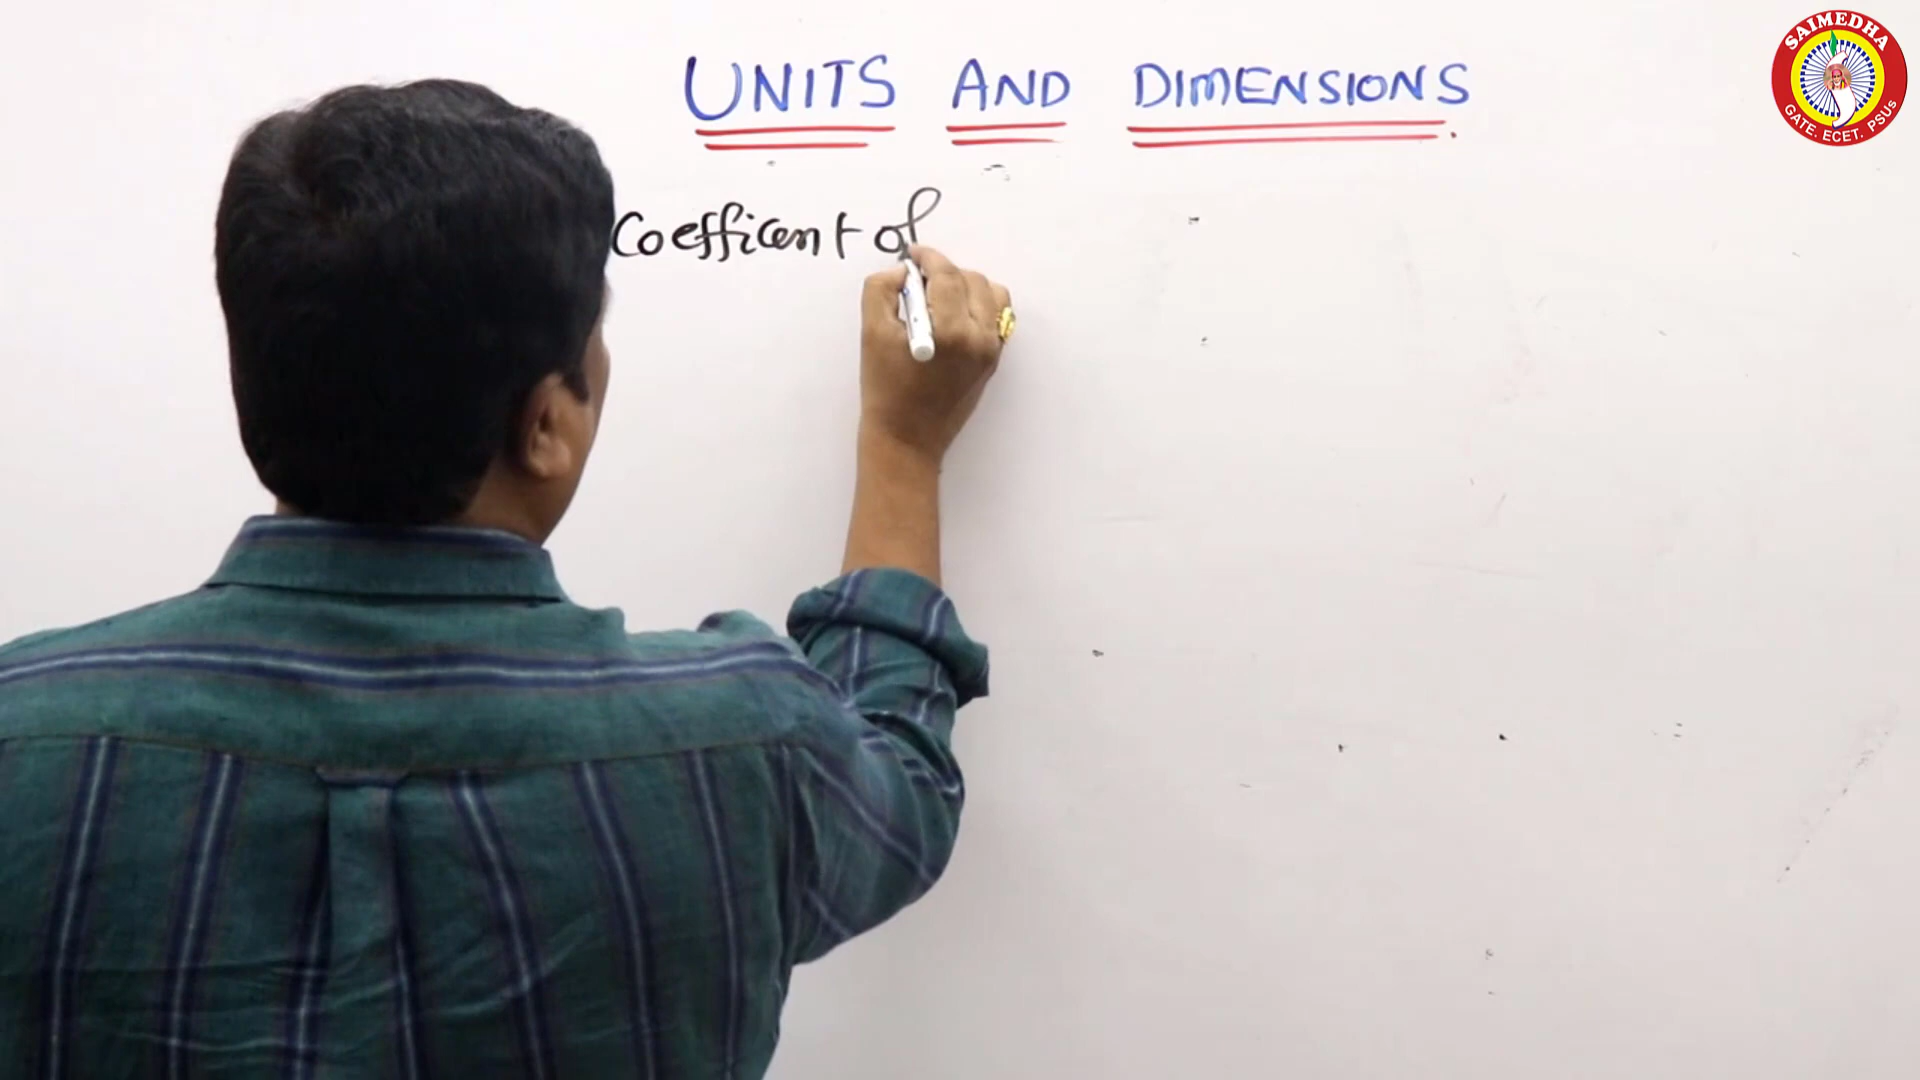 UNITS AND DIMENSIONS.
Coefficent of
SAIMEDHA
GATE. ECET. PSUs